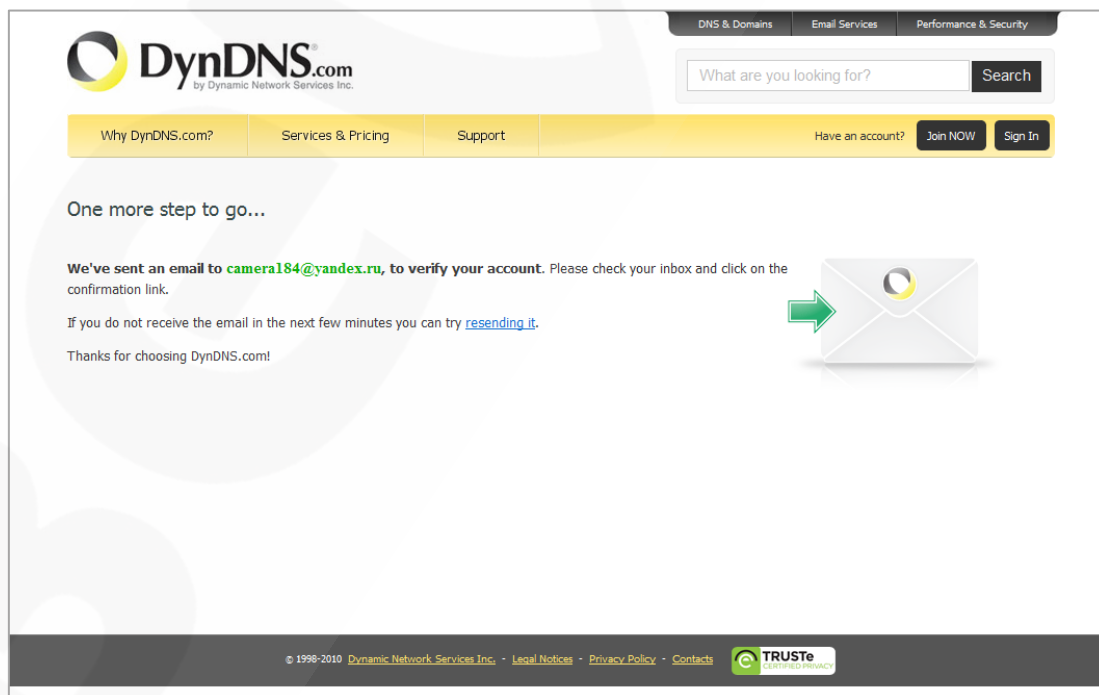 DNS & Domains Email Services Performance & Security
DynDNS.com
by Dynamic Network Services Inc.
What are you looking for? Search
Why DynDNS.com? Services & Pricing Support Have an account? Join NOW Sign In
One more step to go...
We've sent an email to camera184@yandex.ru, to verify your account. Please check your inbox and click on the
confirmation link.
If you do not receive the email in the next few minutes you can try resending it.
Thanks for choosing DynDNS.com!
© 1998-2010 Dynamic Network Services Inc. - Legal Notices - Privacy Policy - Contacts TRUSTe
CERTIFIED PRIVACY